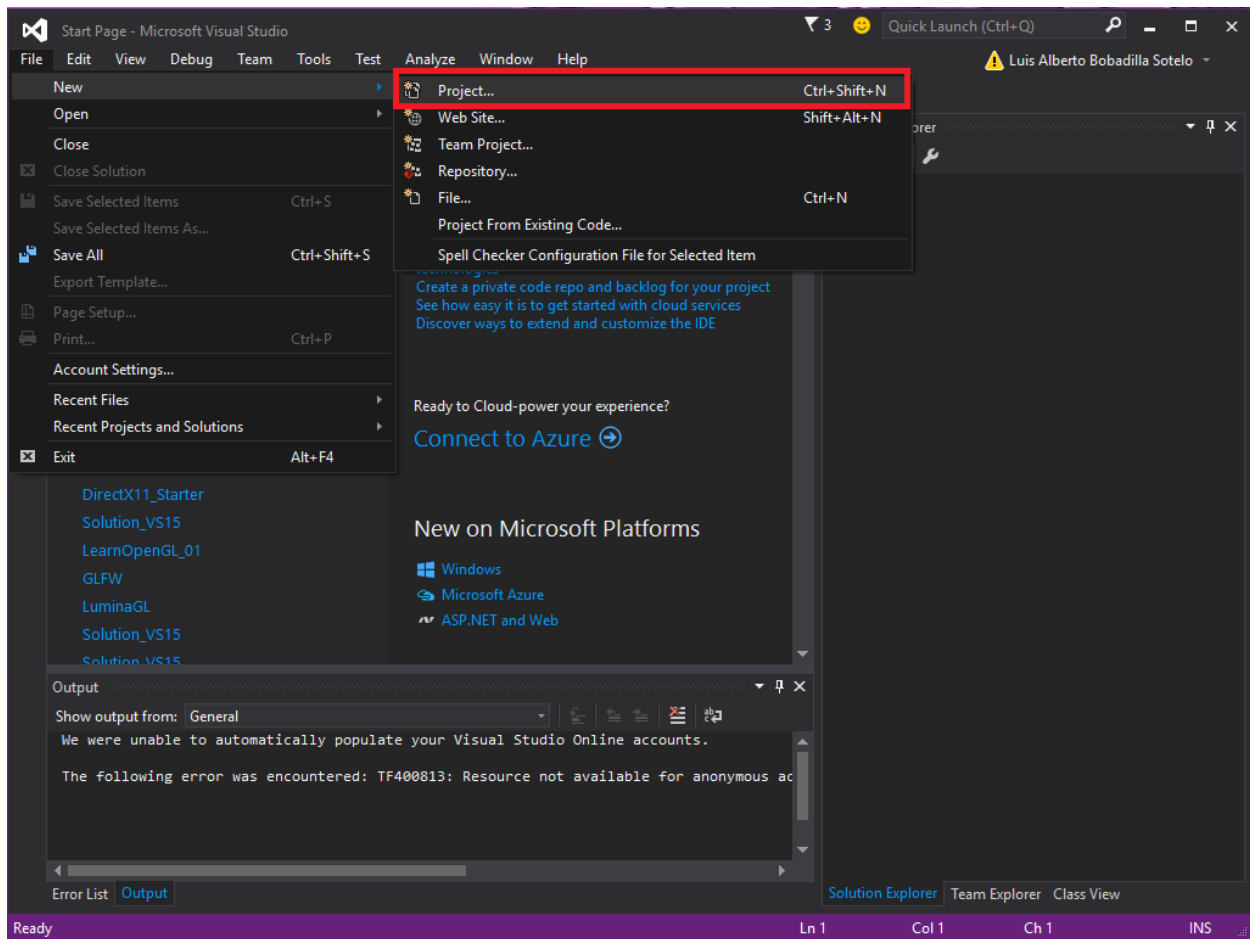 Start Page - Microsoft Visual Studio
3
Quick Launch (Ctrl+Q)
File Edit View Debug Team Tools Test Analyze Window Help
Luis Alberto Bobadilla Sotelo
New
Open
Close
Close Solution
Save Selected Items Ctrl+S
Save Selected Items As...
Save All Ctrl+Shift+S
Export Template...
Page Setup...
Print... Ctrl+P
Account Settings...
Recent Files
Recent Projects and Solutions
Exit Alt+F4
Project... Ctrl+Shift+N
Web Site... Shift+Alt+N
Team Project...
Repository...
File... Ctrl+N
Project From Existing Code...
Spell Checker Configuration File for Selected Item
technologies
Create a private code repo and backlog for your project
See how easy it is to get started with cloud services
Discover ways to extend and customize the IDE
Ready to Cloud-power your experience?
Connect to Azure
DirectX11_Starter
Solution_VS15
LearnOpenGL_01
GLFW
LuminaGL
Solution_VS15
Solution_VS15
New on Microsoft Platforms
Windows
Microsoft Azure
ASP.NET and Web
orer
Output
Show output from: General
We were unable to automatically populate your Visual Studio Online accounts.
The following error was encountered: TF400813: Resource not available for anonymous ac
Error List Output
Solution Explorer Team Explorer Class View
Ready Ln 1 Col 1 Ch 1 INS